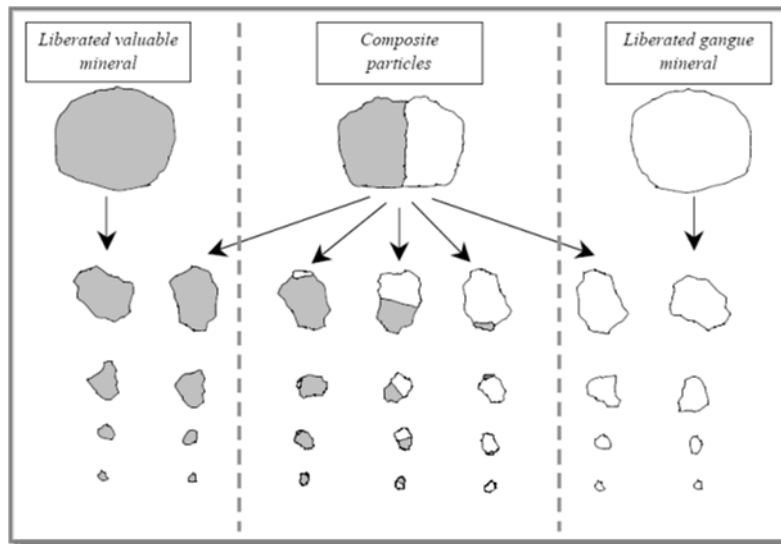 Liberated valuable
mineral
Composite
particles
Liberated gangue
mineral